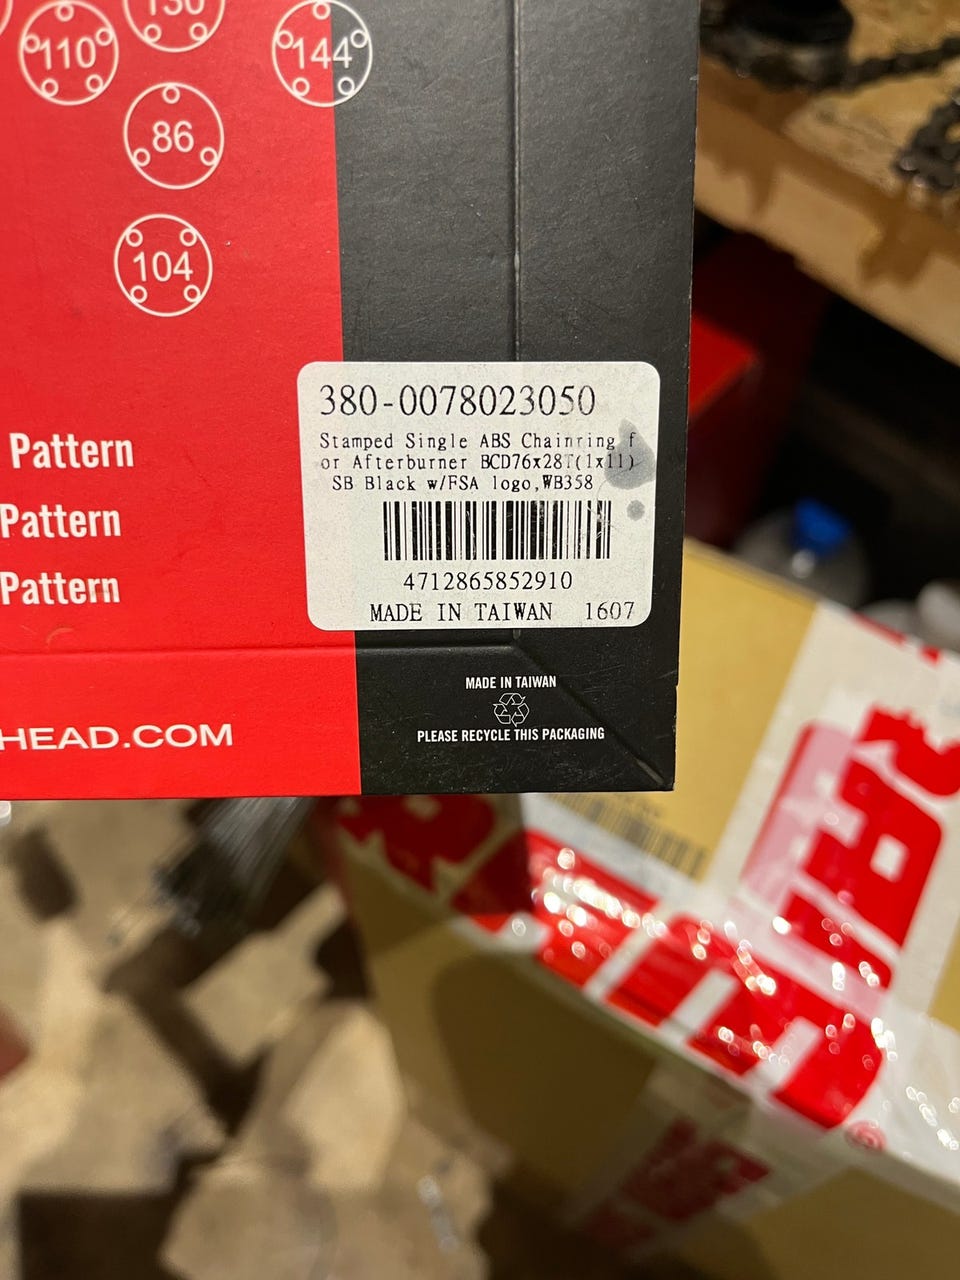 130
110
144
86
104
380-0078023050
Stamped Single ABS Chainring f
or Afterburner BCD76x28T(1x11)
SB Black w/FSA logo,WB358
Pattern
Pattern
Pattern
4712865852910
MADE IN TAIWAN 1607
MADE IN TAIWAN
PLEASE RECYCLE THIS PACKAGING
HEAD.COM